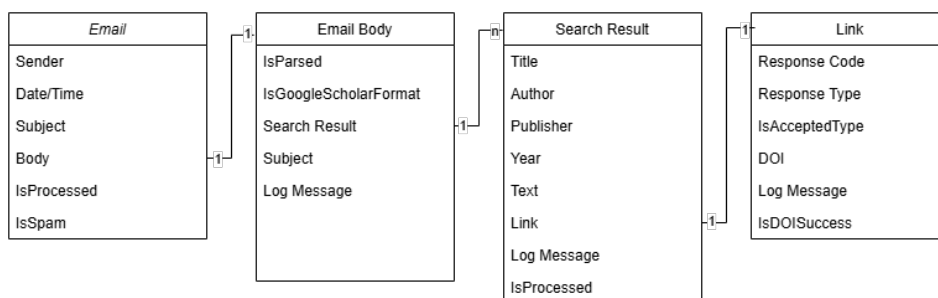 Email
Sender
Date/Time
Subject
Body
IsProcessed
IsSpam
1
1
Email Body
IsParsed
IsGoogleScholarFormat
Search Result
Subject
Log Message
1
n
Search Result
Title
Author
Publisher
Year
Text
Link
Log Message
IsProcessed
1
1
Link
Response Code
Response Type
IsAcceptedType
DOI
Log Message
IsDOISuccess